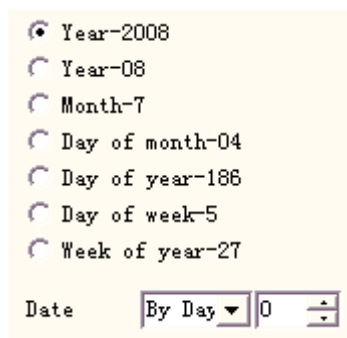 Year-2008
Year-08
Month-7
Day of month-04
Day of year-186
Day of week-5
Week of year-27
Date By Day 0